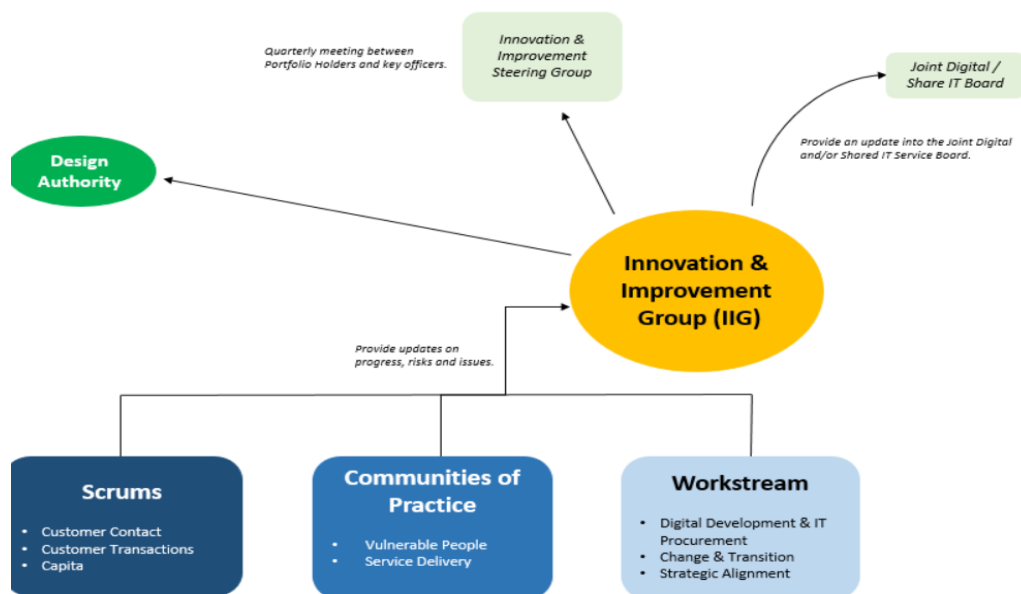 Innovation &
Improvement
Steering Group
Quarterly meeting between
Portfolio Holders and key officers.
Joint Digital /
Share IT Board
Provide an update into the Joint Digital
and/or Shared IT Service Board.
Design
Authority
Innovation &
Improvement
Group (IIG)
Provide updates on
progress, risks and issues.
Scrums
• Customer Contact
• Customer Transactions
• Capita
Communities of
Practice
• Vulnerable People
• Service Delivery
Workstream
• Digital Development & IT
Procurement
• Change & Transition
• Strategic Alignment